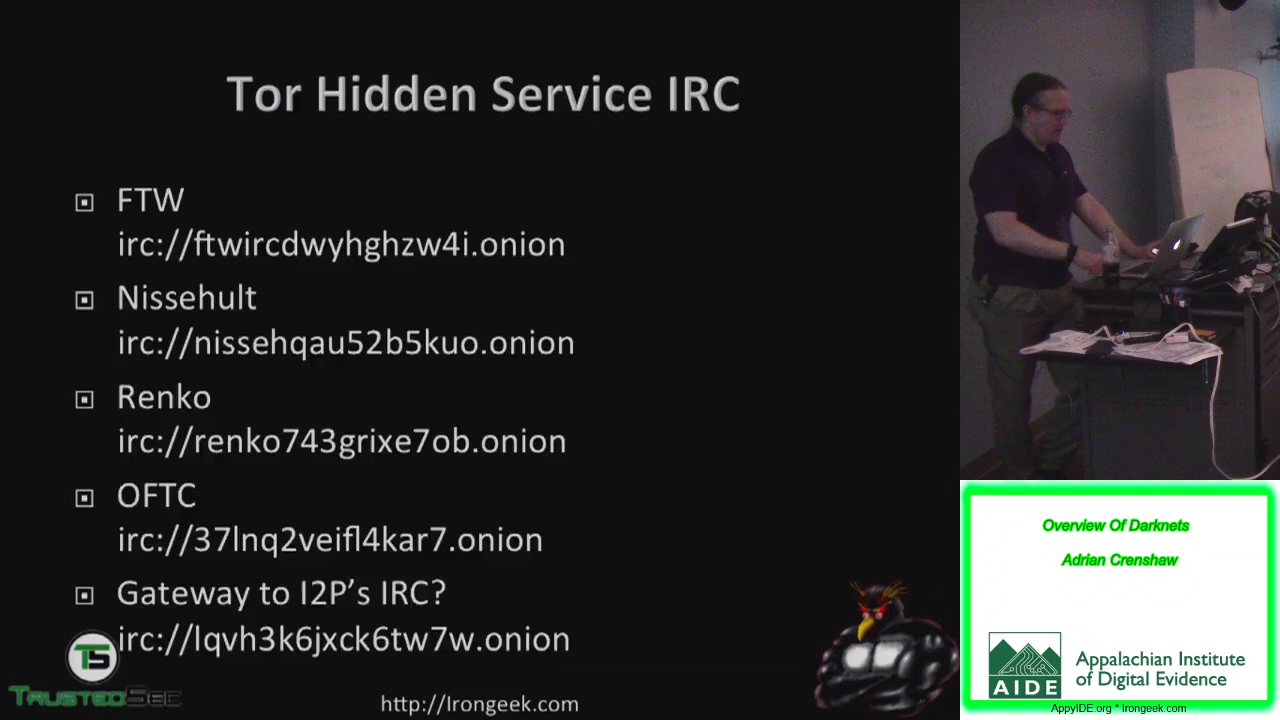 Tor Hidden Service IRC
FTW
irc://ftwircdwyhghzw4i.onion
Nissehult
irc://nissehqau52b5kuo.onion
Renko
irc://renko743grixe7ob.onion
OFTC
irc://37lnq2veifl4kar7.onion
Gateway to I2P's IRC?
irc://lqvh3k6jxck6tw7w.onion
TS
TRUSTEDSEC
http://Irongeek.com
Overview Of Darknets
Adrian Crenshaw
AIDE
Appalachian Institute
of Digital Evidence
AppyIDE.org * Irongeek.com